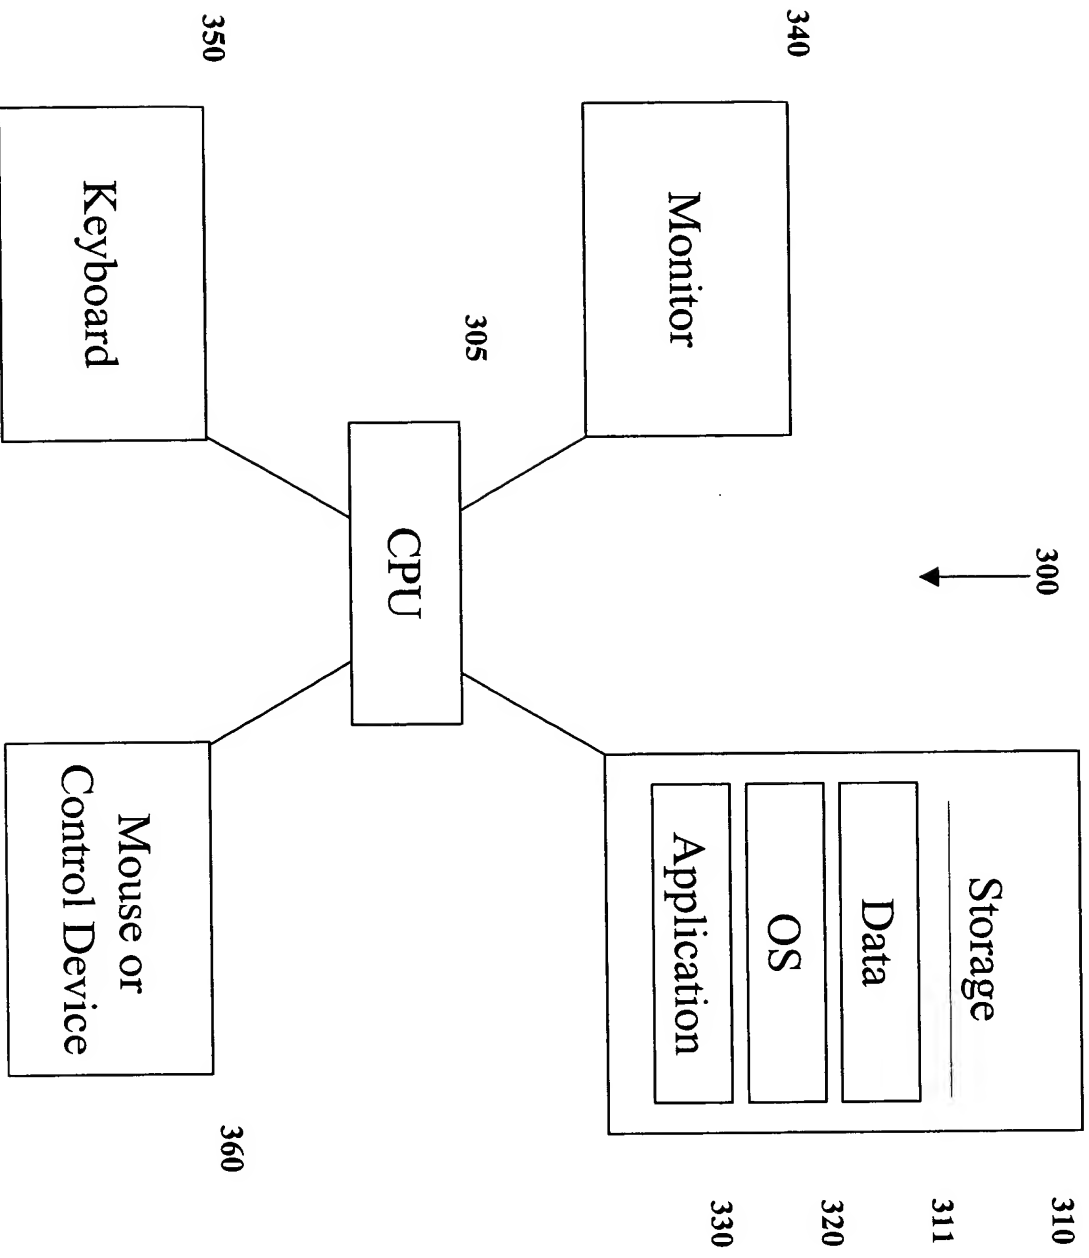 300
340
Monitor
Storage
310
311
Data
320
OS
330
Application
305
CPU
350
Keyboard
Mouse or
Control Device
360